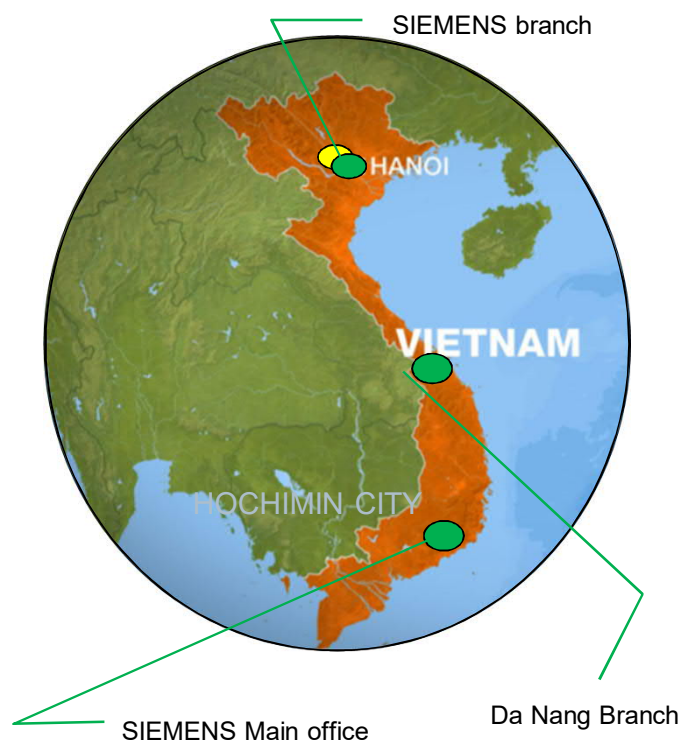 SIEMENS branch
HANOI
VIETNAM
HOCHIMIN CITY
Da Nang Branch
SIEMENS Main office